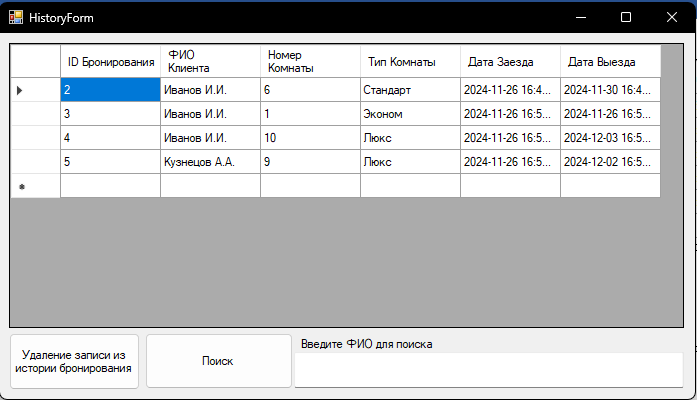 HistoryForm
ID Бронирования ФИО Клиента Номер Комнаты Тип Комнаты Дата Заезда Дата Выезда
2 Иванов И.И. 6 Стандарт 2024-11-26 16:4... 2024-11-30 16:4...
3 Иванов И.И. 1 Эконом 2024-11-26 16:5... 2024-11-26 16:5...
4 Иванов И.И. 10 Люкс 2024-11-26 16:5... 2024-12-03 16:5...
5 Кузнецов А.А. 9 Люкс 2024-11-26 16:5... 2024-12-02 16:5...
Удаление записи из
истории бронирования
Поиск
Введите ФИО для поиска